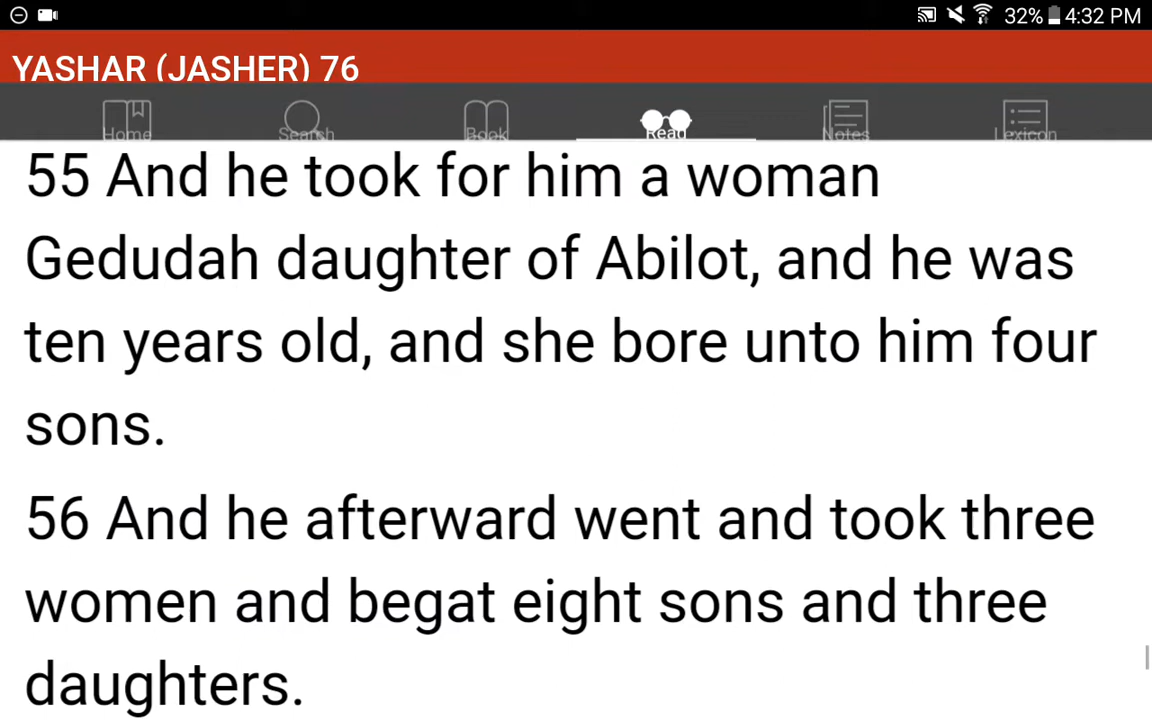 32% 4:32 PM
YASHAR (JASHER) 76
Home Search Book Read Notes Lexicon
55 And he took for him a woman
Gedudah daughter of Abilot, and he was
ten years old, and she bore unto him four
sons.
56 And he afterward went and took three
women and begat eight sons and three
daughters.